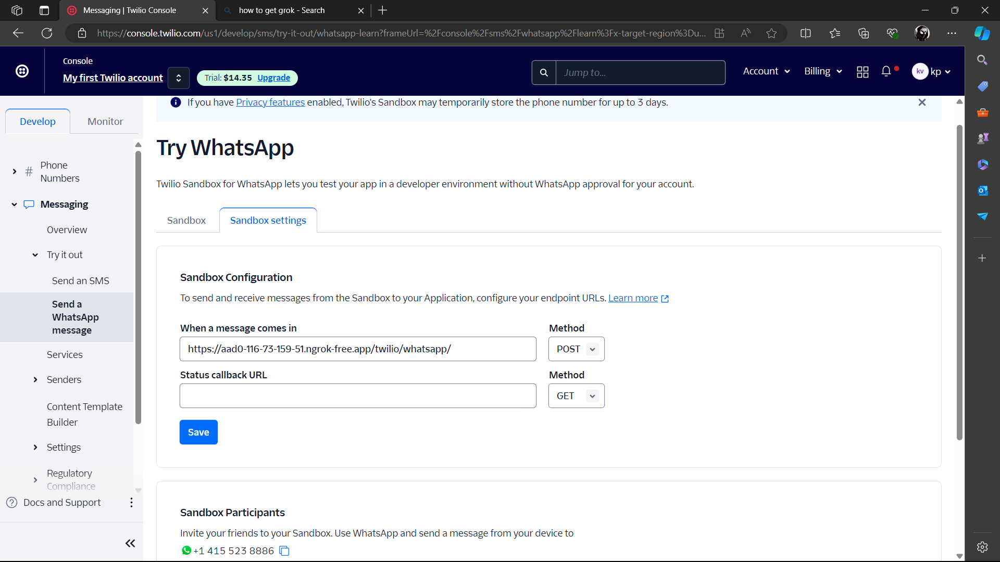 Messaging | Twilio Console
how to get grok - Search
https://console.twilio.com/us1/develop/sms/try-it-out/whatsapp-learn?frameUrl=%2Fconsole%2Fsms%2Fwhatsapp%2Flearn%3Fx-target-region%3Du...
Console
My first Twilio account
Trial: $14.35 Upgrade
Jump to...
Account
Billing
kv
kp
Develop
Monitor
Phone
Numbers
Messaging
Overview
Try it out
Send an SMS
Send a
WhatsApp
message
Services
Senders
Content Template
Builder
Settings
Regulatory
Compliance
Docs and Support
If you have Privacy features enabled, Twilio's Sandbox may temporarily store the phone number for up to 3 days.
Try WhatsApp
Twilio Sandbox for WhatsApp lets you test your app in a developer environment without WhatsApp approval for your account.
Sandbox
Sandbox settings
Sandbox Configuration
To send and receive messages from the Sandbox to your Application, configure your endpoint URLs. Learn more
When a message comes in
Method
https://aad0-116-73-159-51.ngrok-free.app/twilio/whatsapp/
POST
Status callback URL
Method
GET
Save
Sandbox Participants
Invite your friends to your Sandbox. Use WhatsApp and send a message from your device to
+1 415 523 8886